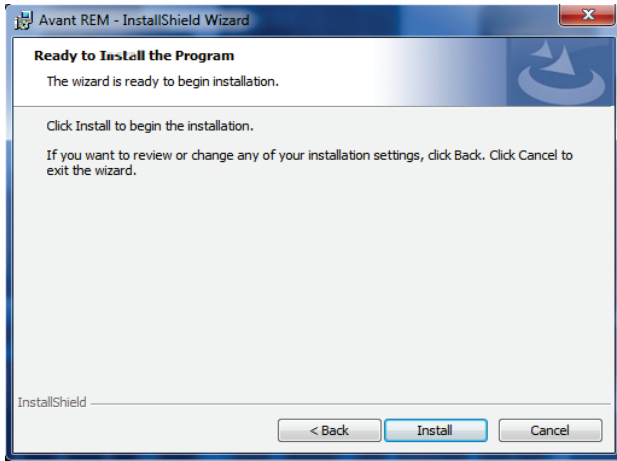 Avant REM - InstallShield Wizard
Ready to Install the Program
The wizard is ready to begin installation.
Click Install to begin the installation.
If you want to review or change any of your installation settings, click Back. Click Cancel to
exit the wizard.
InstallShield
< Back
Install
Cancel